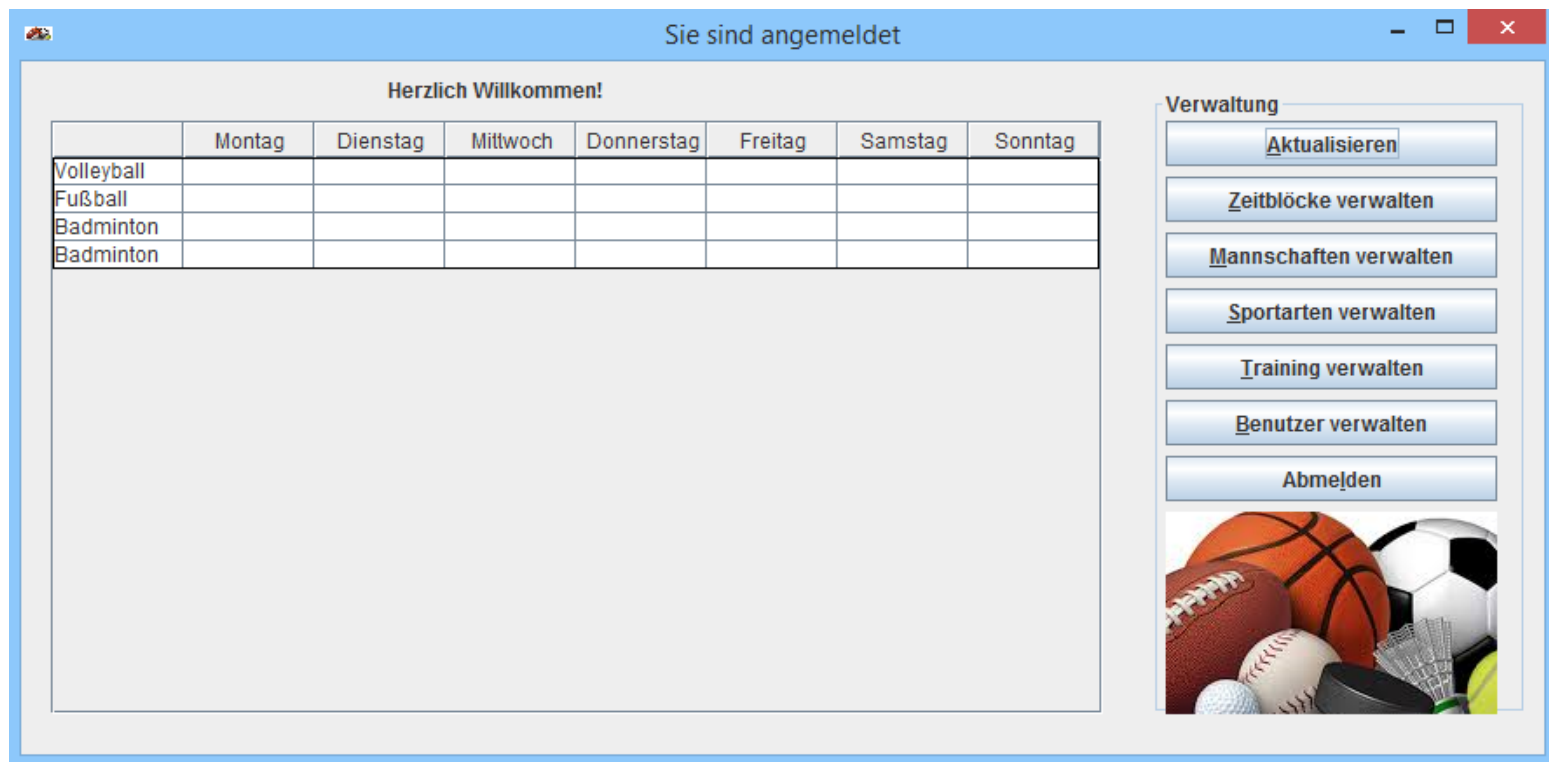 Sie sind angemeldet
Herzlich Willkommen!
Montag Dienstag Mittwoch Donnerstag Freitag Samstag Sonntag
Volleyball
Fußball
Badminton
Badminton
Verwaltung
Aktualisieren
Zeitblöcke verwalten
Mannschaften verwalten
Sportarten verwalten
Training verwalten
Benutzer verwalten
Abmelden